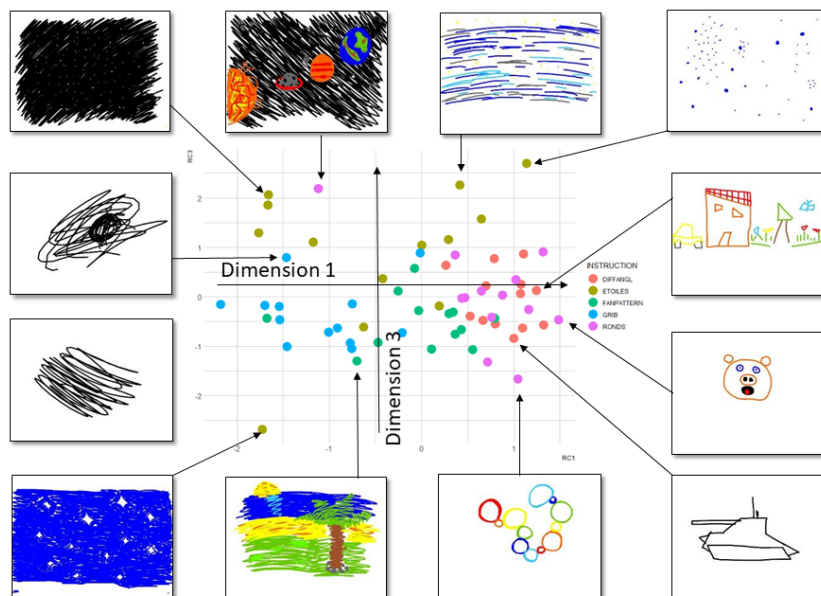 RC3
2
1
0
-1
-2
Dimension 1
Dimension 3
-2
-1
0
1
RC1
INSTRUCTION
DIFFANGL
ETOILES
FANPATTERN
GRIB
RONDS